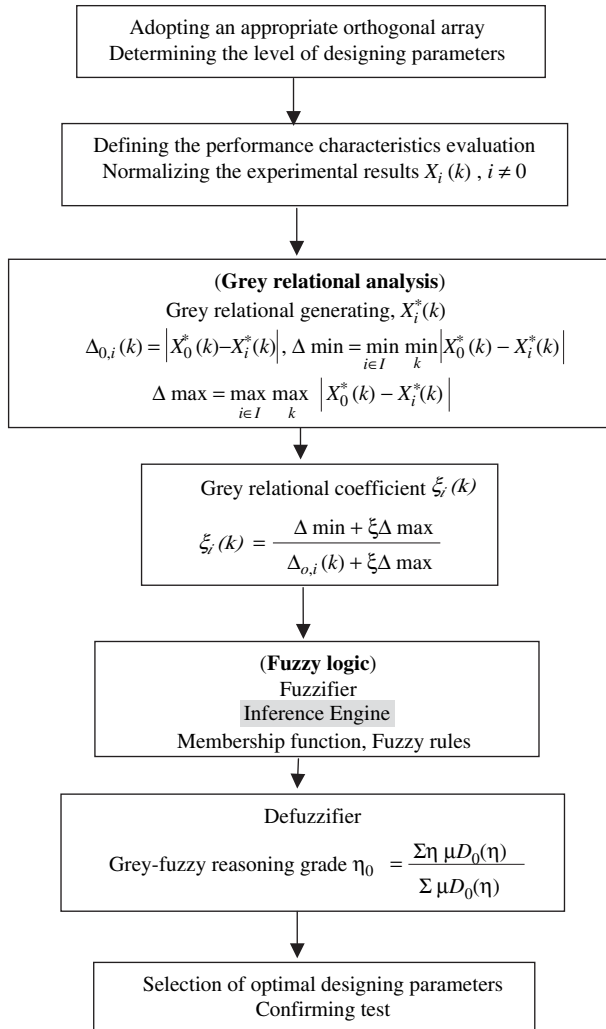 Adopting an appropriate orthogonal array
Determining the level of designing parameters
Defining the performance characteristics evaluation
Normalizing the experimental results X_i (k) , i ≠ 0
(Grey relational analysis)
Grey relational generating, X_i^*(k)
Δ_{0,i} (k) = |X_0^*(k) − X_i^*(k)|, Δ min = min_{i∈I} min_k |X_0^*(k) − X_i^*(k)|
Δ max = max_{i∈I} max_k |X_0^*(k) − X_i^*(k)|
Grey relational coefficient ξ_i (k)
ξ_i (k) = (Δ min + ξΔ max) / (Δ_{o,i} (k) + ξΔ max)
(Fuzzy logic)
Fuzzifier
Inference Engine
Membership function, Fuzzy rules
Defuzzifier
Grey-fuzzy reasoning grade η_0 = Ση μD_0(η) / Σ μD_0(η)
Selection of optimal designing parameters
Confirming test